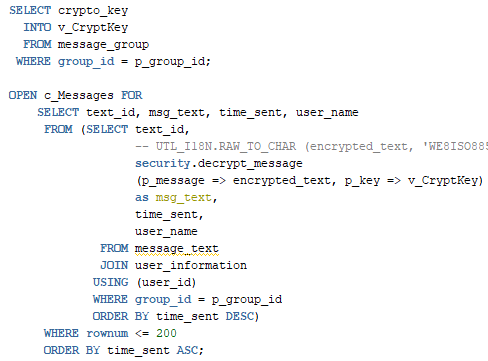 SELECT crypto_key
INTO v_CryptKey
FROM message_group
WHERE group_id = p_group_id;
OPEN c_Messages FOR
SELECT text_id, msg_text, time_sent, user_name
FROM (SELECT text_id,
-- UTL_I18N.RAW_TO_CHAR (encrypted_text, 'WE8ISO885
security.decrypt_message
(p_message => encrypted_text, p_key => v_CryptKey)
as msg_text,
time_sent,
user_name
FROM message_text
JOIN user_information
USING (user_id)
WHERE group_id = p_group_id
ORDER BY time_sent DESC)
WHERE rownum <= 200
ORDER BY time_sent ASC;